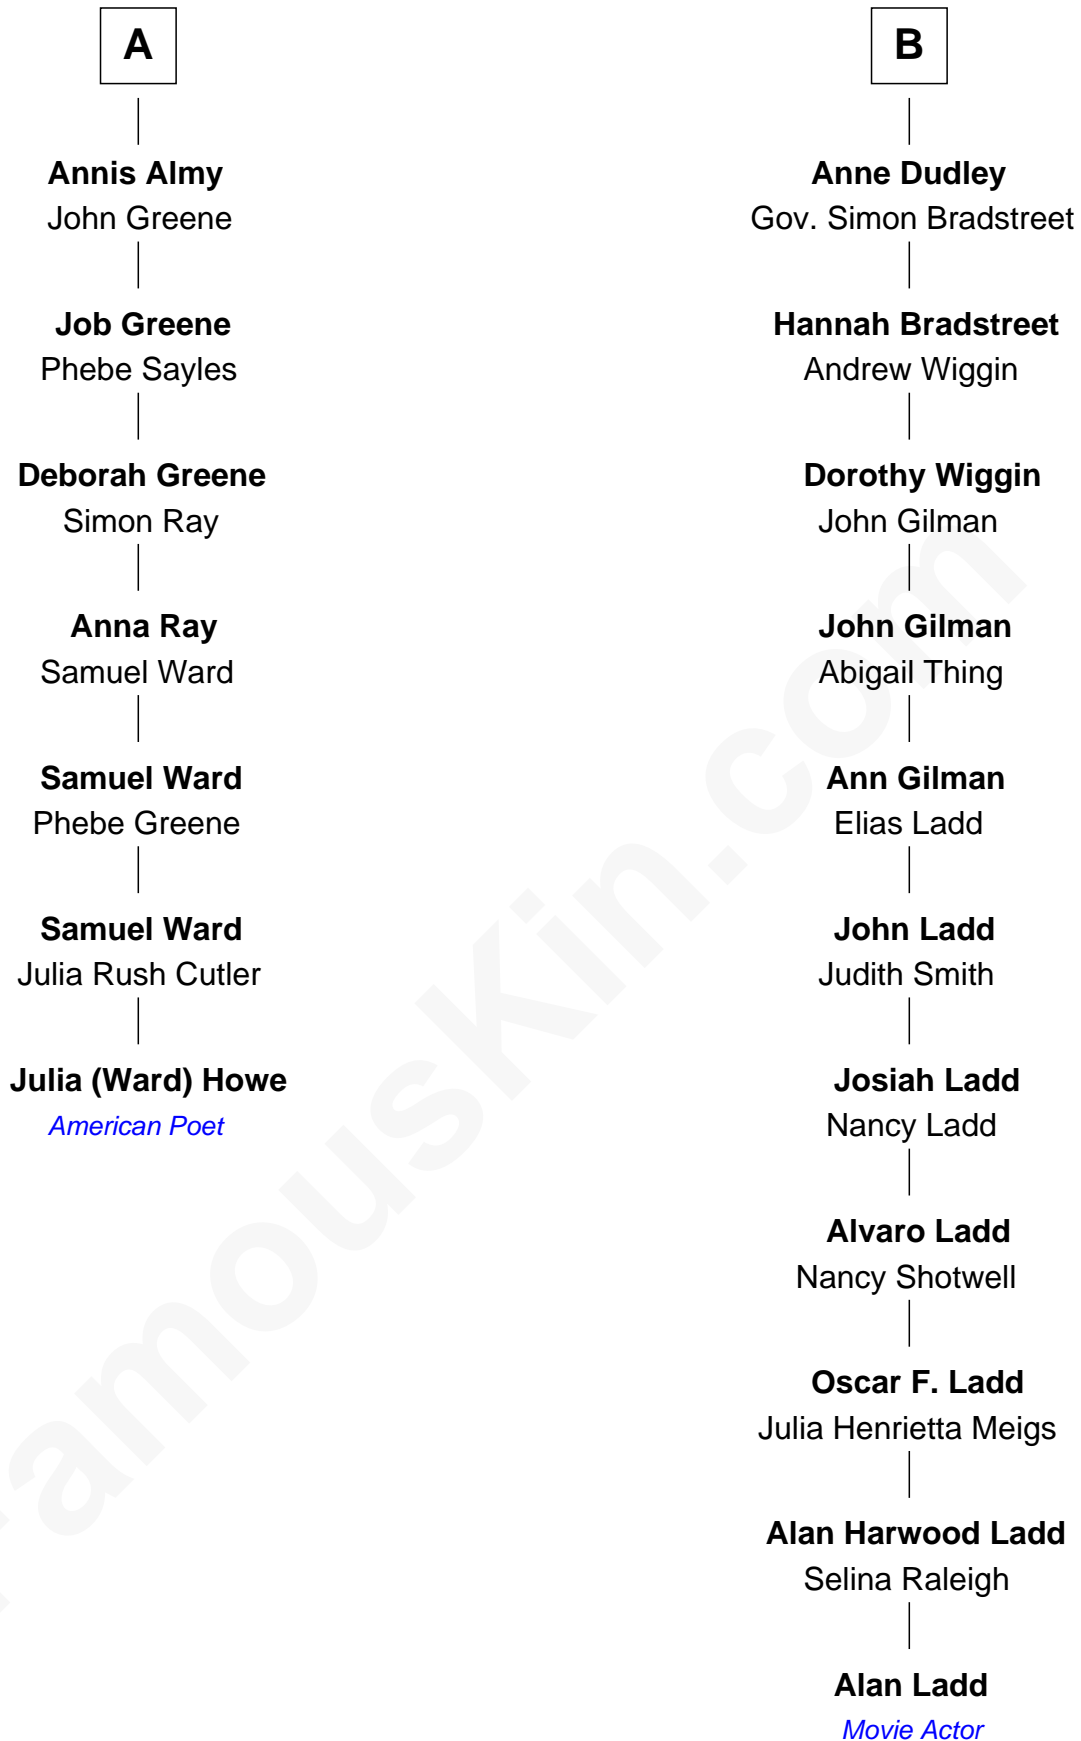 A
Annis Almy
John Greene
Job Greene
Phebe Sayles
Deborah Greene
Simon Ray
Anna Ray
Samuel Ward
Samuel Ward
Phebe Greene
Samuel Ward
Julia Rush Cutler
Julia (Ward) Howe
American Poet
B
Anne Dudley
Gov. Simon Bradstreet
Hannah Bradstreet
Andrew Wiggin
Dorothy Wiggin
John Gilman
John Gilman
Abigail Thing
Ann Gilman
Elias Ladd
John Ladd
Judith Smith
Josiah Ladd
Nancy Ladd
Alvaro Ladd
Nancy Shotwell
Oscar F. Ladd
Julia Henrietta Meigs
Alan Harwood Ladd
Selina Raleigh
Alan Ladd
Movie Actor
FamousKin.com